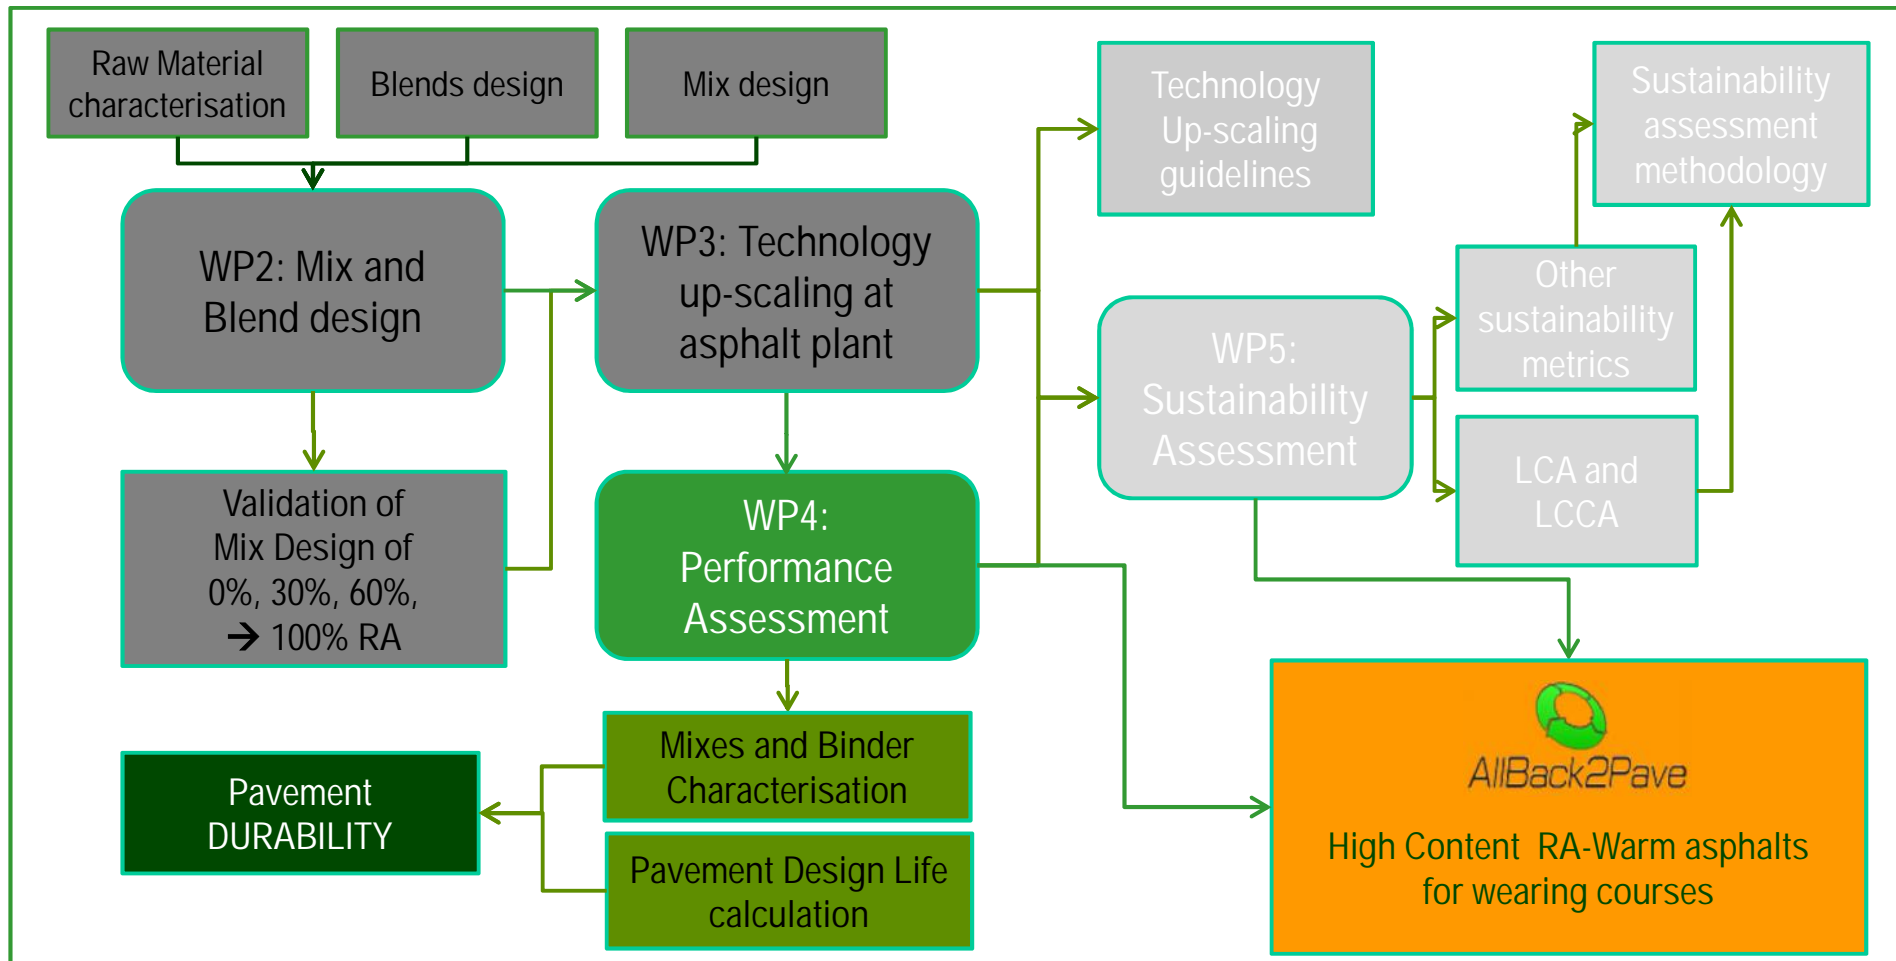 Raw Material
characterisation
Blends design
Mix design
Technology
Up-scaling
guidelines
Sustainability
assessment
methodology
WP2: Mix and
Blend design
WP3: Technology
up-scaling at
asphalt plant
Other
sustainability
metrics
WP5:
Sustainability
Assessment
LCA and
LCCA
Validation of
Mix Design of
0%, 30%, 60%,
→ 100% RA
WP4:
Performance
Assessment
Mixes and Binder
Characterisation
Pavement
DURABILITY
Pavement Design Life
calculation
AllBack2Pave
High Content RA-Warm asphalts
for wearing courses